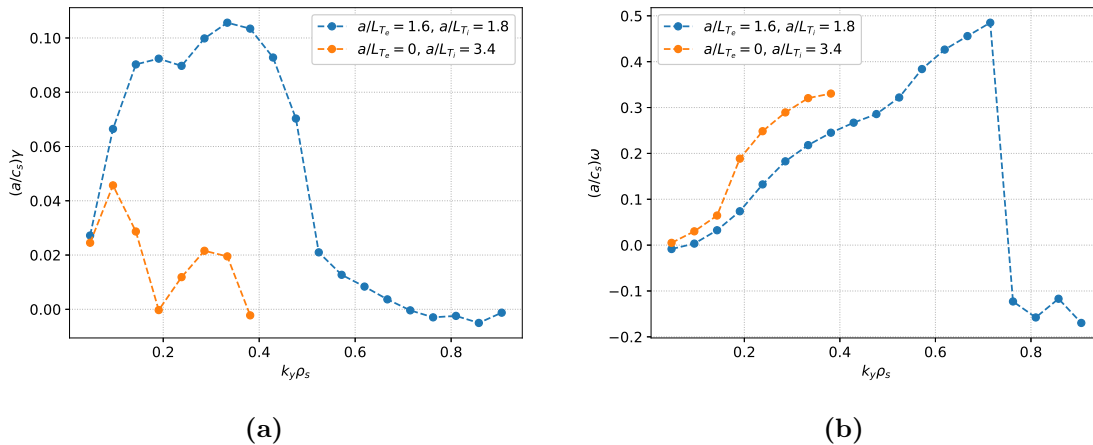 0.10
0.08
0.06
0.04
0.02
0.00
(a/c_s)γ
a/L_{T_e} = 1.6, a/L_{T_i} = 1.8
a/L_{T_e} = 0, a/L_{T_i} = 3.4
0.2 0.4 0.6 0.8
k_yρ_s
(a)
0.5
0.4
0.3
0.2
0.1
0.0
−0.1
−0.2
(a/c_s)ω
a/L_{T_e} = 1.6, a/L_{T_i} = 1.8
a/L_{T_e} = 0, a/L_{T_i} = 3.4
0.2 0.4 0.6 0.8
k_yρ_s
(b)